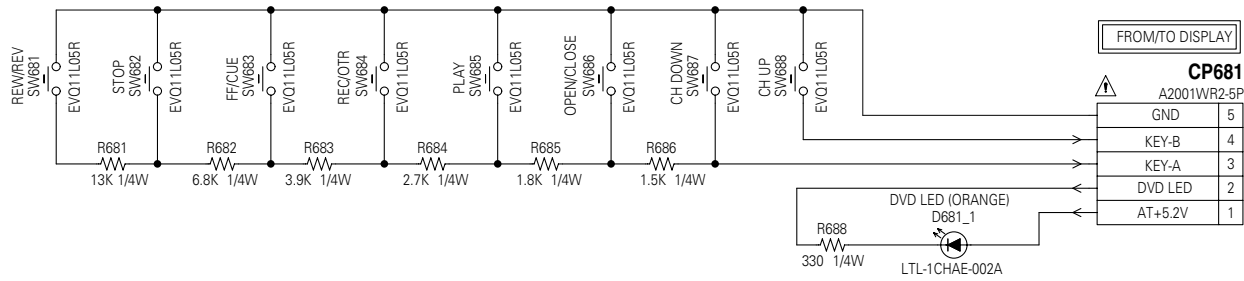 REW/REV
SW681
EVQ11L05R
STOP
SW682
EVQ11L05R
FF/CUE
SW683
EVQ11L05R
REC/OTR
SW684
EVQ11L05R
PLAY
SW685
EVQ11L05R
OPEN/CLOSE
SW686
EVQ11L05R
CH DOWN
SW687
EVQ11L05R
CH UP
SW688
EVQ11L05R
R681
13K 1/4W
R682
6.8K 1/4W
R683
3.9K 1/4W
R684
2.7K 1/4W
R685
1.8K 1/4W
R686
1.5K 1/4W
FROM/TO DISPLAY
CP681
A2001WR2-5P
GND 5
KEY-B 4
KEY-A 3
DVD LED 2
AT+5.2V 1
DVD LED (ORANGE)
D681_1
LTL-1CHAE-002A
R688
330 1/4W